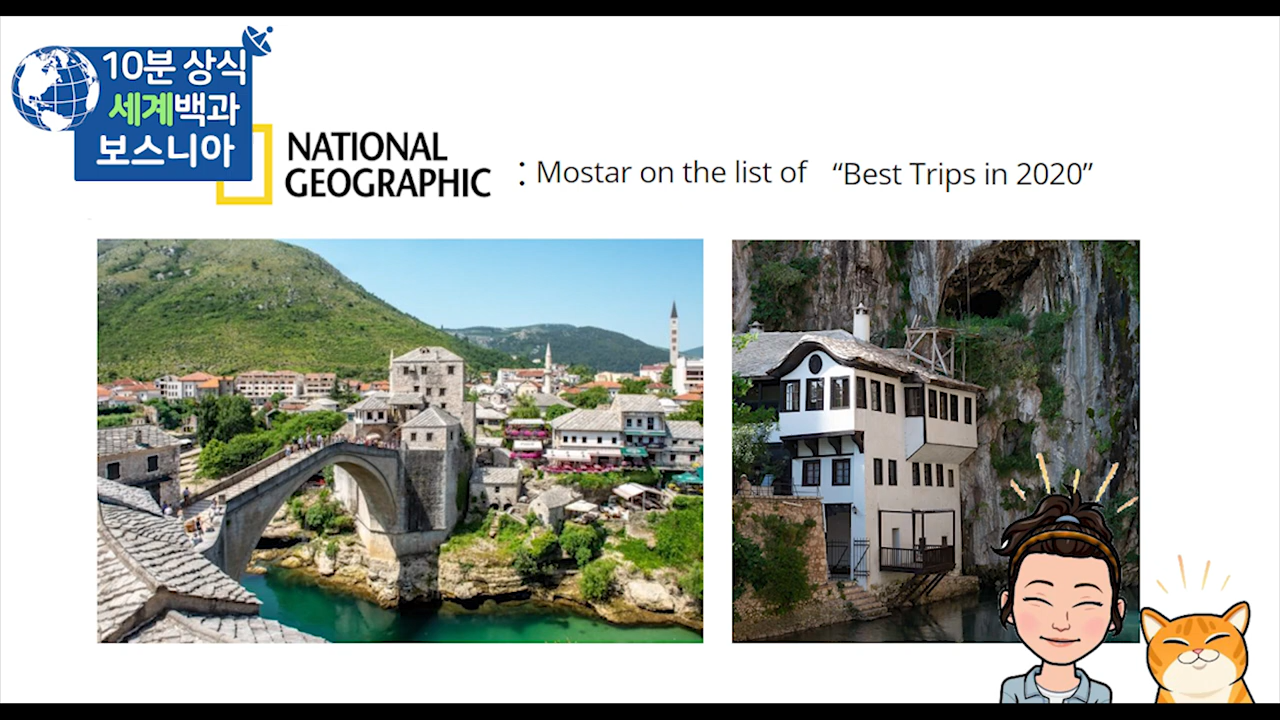 10분 상식
세계백과
보스니아
NATIONAL
GEOGRAPHIC
: Mostar on the list of “Best Trips in 2020”